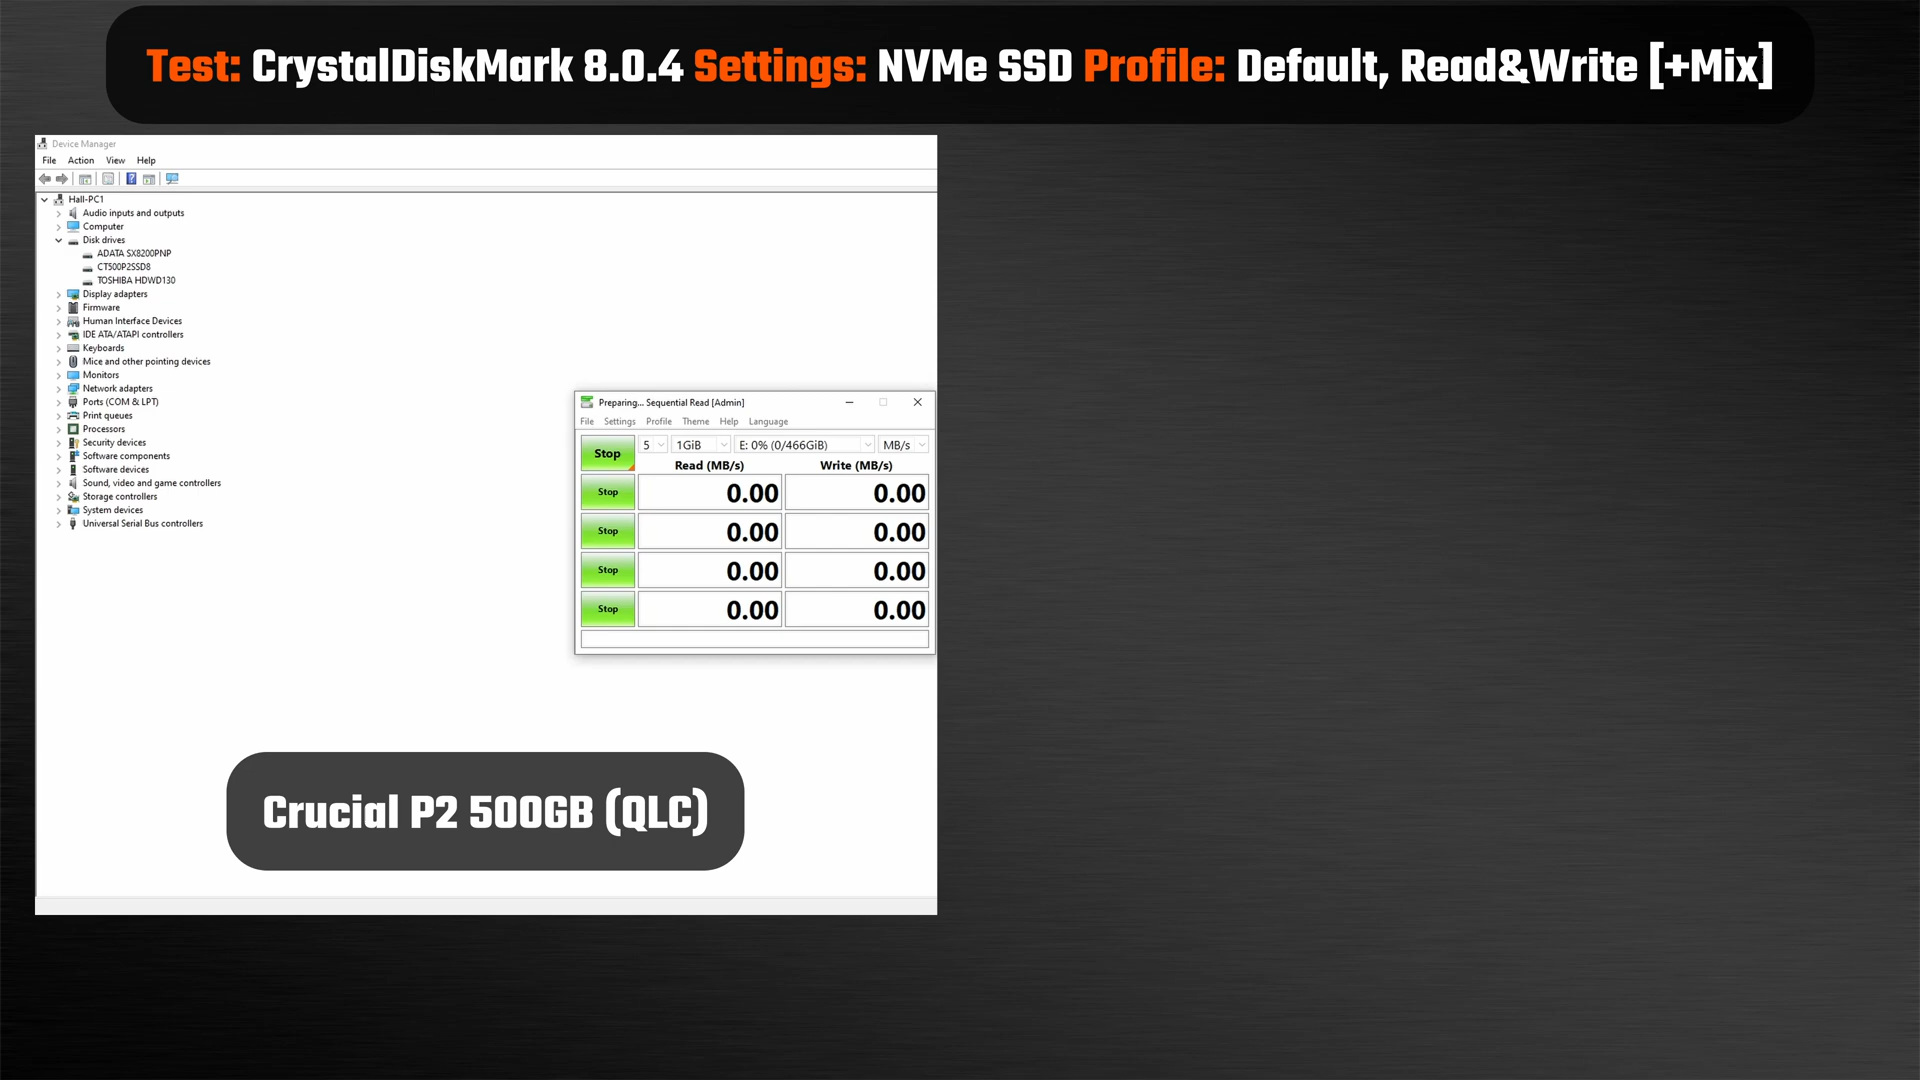 Test: CrystalDiskMark 8.0.4 Settings: NVMe SSD Profile: Default, Read&Write [+Mix]
Device Manager
File Action View Help
Hall-PC1
Audio inputs and outputs
Computer
Disk drives
ADATA SX8200PNP
CT500P2SSD8
TOSHIBA HDWD130
Display adapters
Firmware
Human Interface Devices
IDE ATA/ATAPI controllers
Keyboards
Mice and other pointing devices
Monitors
Network adapters
Ports (COM & LPT)
Print queues
Processors
Security devices
Software components
Software devices
Sound, video and game controllers
Storage controllers
System devices
Universal Serial Bus controllers
Preparing... Sequential Read [Admin]
File Settings Profile Theme Help Language
Stop 5 1GiB E: 0% (0/466GiB) MB/s
Read (MB/s) Write (MB/s)
Stop 0.00 0.00
Stop 0.00 0.00
Stop 0.00 0.00
Stop 0.00 0.00
Crucial P2 500GB (QLC)